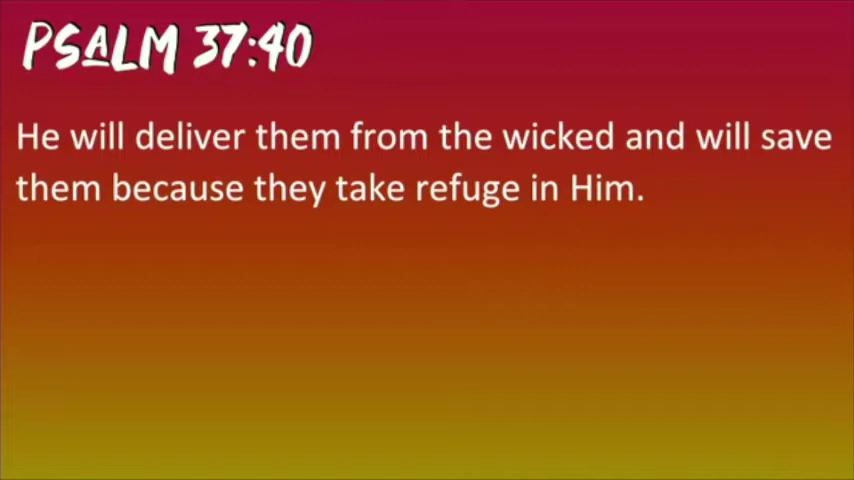 PSALM 37:40
He will deliver them from the wicked and will save
them because they take refuge in Him.